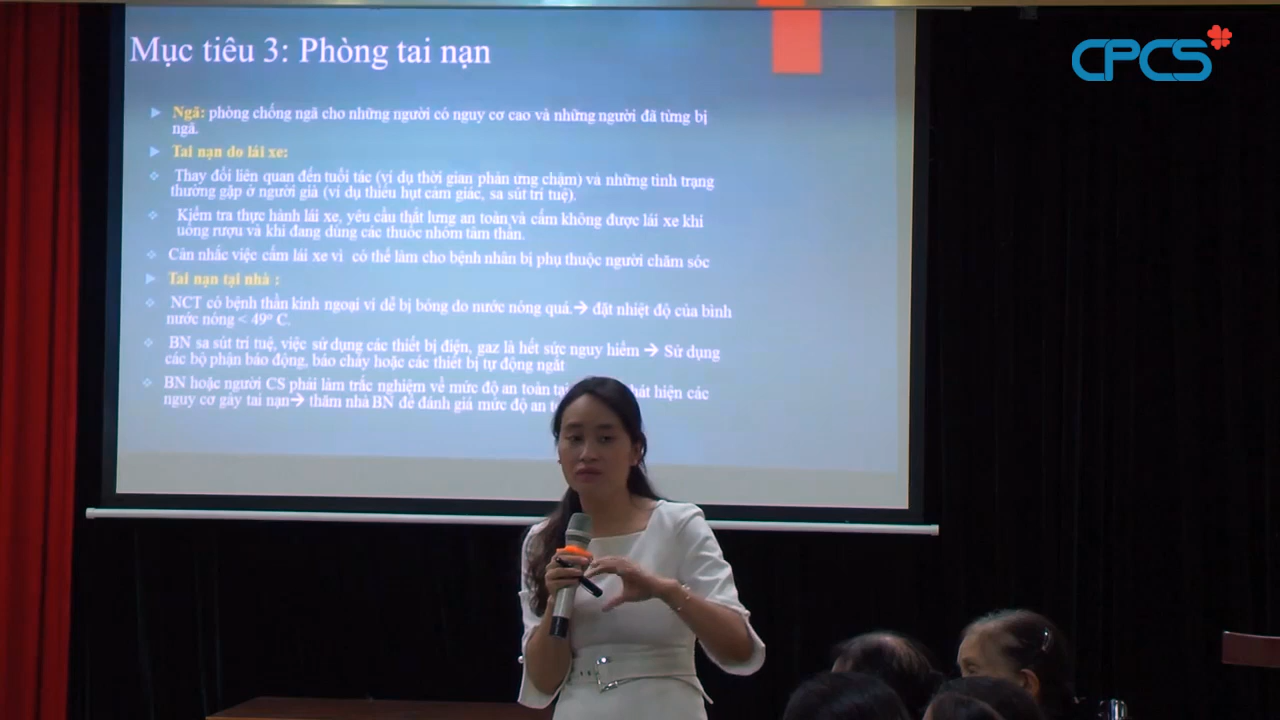 Mục tiêu 3: Phòng tai nạn
CPCS
Ngã: phòng chống ngã cho những người có nguy cơ cao và những người đã từng bị
ngã.
Tai nạn do lái xe:
Thay đổi liên quan đến tuổi tác (ví dụ thời gian phản ứng chậm) và những tình trạng
thường gặp ở người già (ví dụ thiếu hụt cảm giác, sa sút trí tuệ).
Kiểm tra thực hành lái xe, yêu cầu thắt lưng an toàn và cấm không được lái xe khi
uống rượu và khi đang dùng các thuốc nhóm tâm thần.
Cân nhắc việc cấm lái xe vì có thể làm cho bệnh nhân bị phụ thuộc người chăm sóc
Tai nạn tại nhà :
NCT có bệnh thần kinh ngoại vi dễ bị bỏng do nước nóng quá.→ đặt nhiệt độ của bình
nước nóng < 49º C.
BN sa sút trí tuệ, việc sử dụng các thiết bị điện, gaz là hết sức nguy hiểm → Sử dụng
các bộ phận báo động, báo cháy hoặc các thiết bị tự động ngắt
BN hoặc người CS phải làm trắc nghiệm về mức độ an toàn tại hát hiện các
nguy cơ gây tai nạn→ thăm nhà BN để đánh giá mức độ an